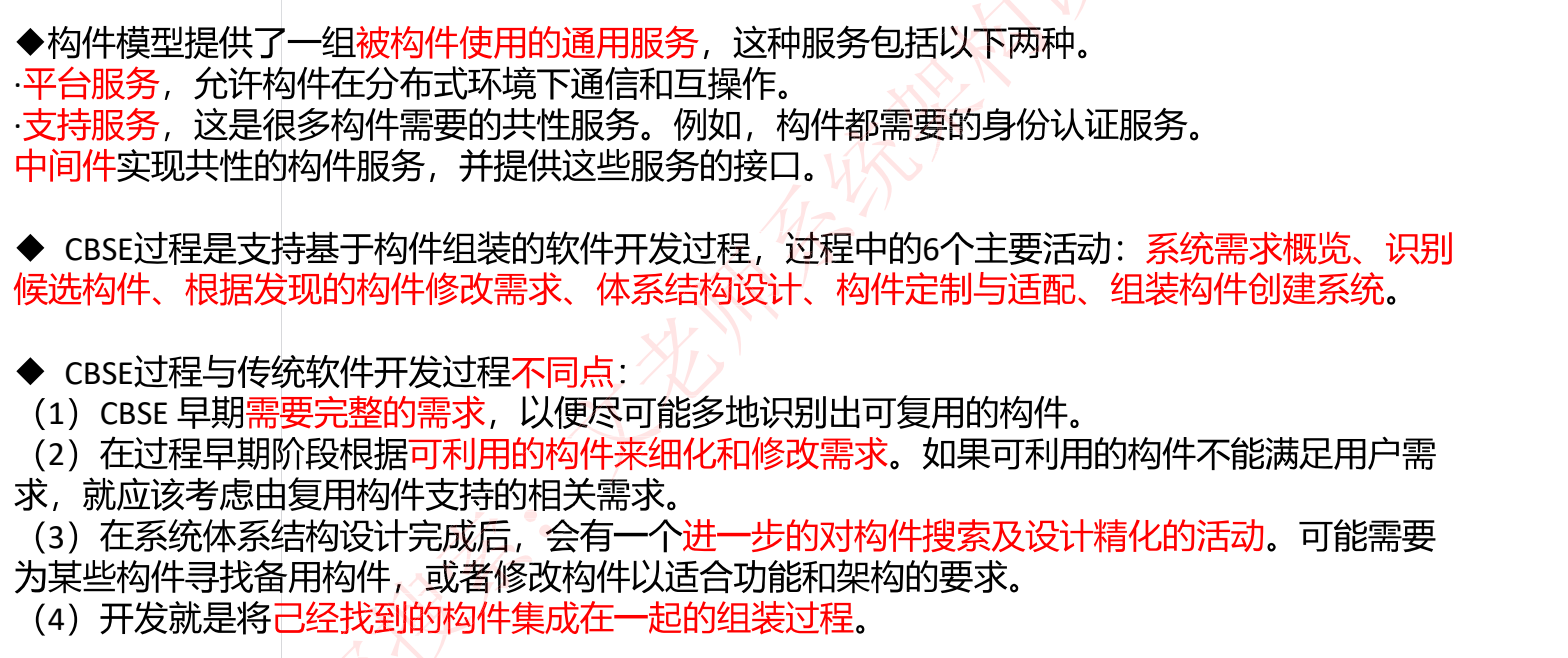 ◆构件模型提供了一组被构件使用的通用服务，这种服务包括以下两种。
·平台服务，允许构件在分布式环境下通信和互操作。
·支持服务，这是很多构件需要的共性服务。例如，构件都需要的身份认证服务。
中间件实现共性的构件服务，并提供这些服务的接口。
◆ CBSE过程是支持基于构件组装的软件开发过程，过程中的6个主要活动：系统需求概览、识别
候选构件、根据发现的构件修改需求、体系结构设计、构件定制与适配、组装构件创建系统。
◆ CBSE过程与传统软件开发过程不同点：
（1）CBSE 早期需要完整的需求，以便尽可能多地识别出可复用的构件。
（2）在过程早期阶段根据可利用的构件来细化和修改需求。如果可利用的构件不能满足用户需
求，就应该考虑由复用构件支持的相关需求。
（3）在系统体系结构设计完成后，会有一个进一步的对构件搜索及设计精化的活动。可能需要
为某些构件寻找备用构件，或者修改构件以适合功能和架构的要求。
（4）开发就是将己经找到的构件集成在一起的组装过程。